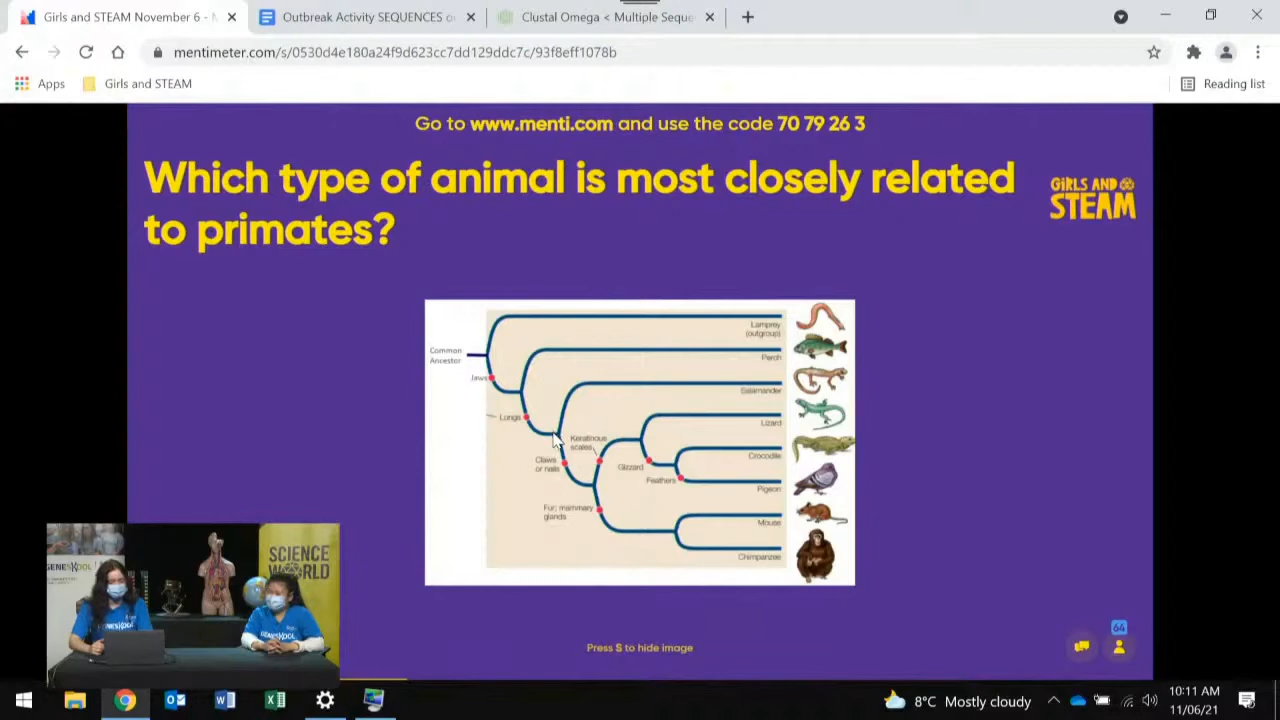 Girls and STEAM November 6 -
Outbreak Activity SEQUENCES
Clustal Omega < Multiple Seque
mentimeter.com/s/0530d4e180a24f9d623cc7dd129ddc7c/93f8eff1078b
Apps
Girls and STEAM
Reading list
Go to www.menti.com and use the code 70 79 26 3
Which type of animal is most closely related
to primates?
GIRLS AND
STEAM
Common
Ancestor
Lamprey
(outgroup)
Perch
Jaws
Salamander
Lungs
Lizard
Keratinous
scales
Claws
or nails
Gizzard
Crocodile
Feathers
Pigeon
Fur; mammary
glands
Mouse
Chimpanzee
SCIENCE
WORLD
GENESKOOL
GENESKOOL
GENESKOOL
Press S to hide image
64
8°C Mostly cloudy
10:11 AM
11/06/21